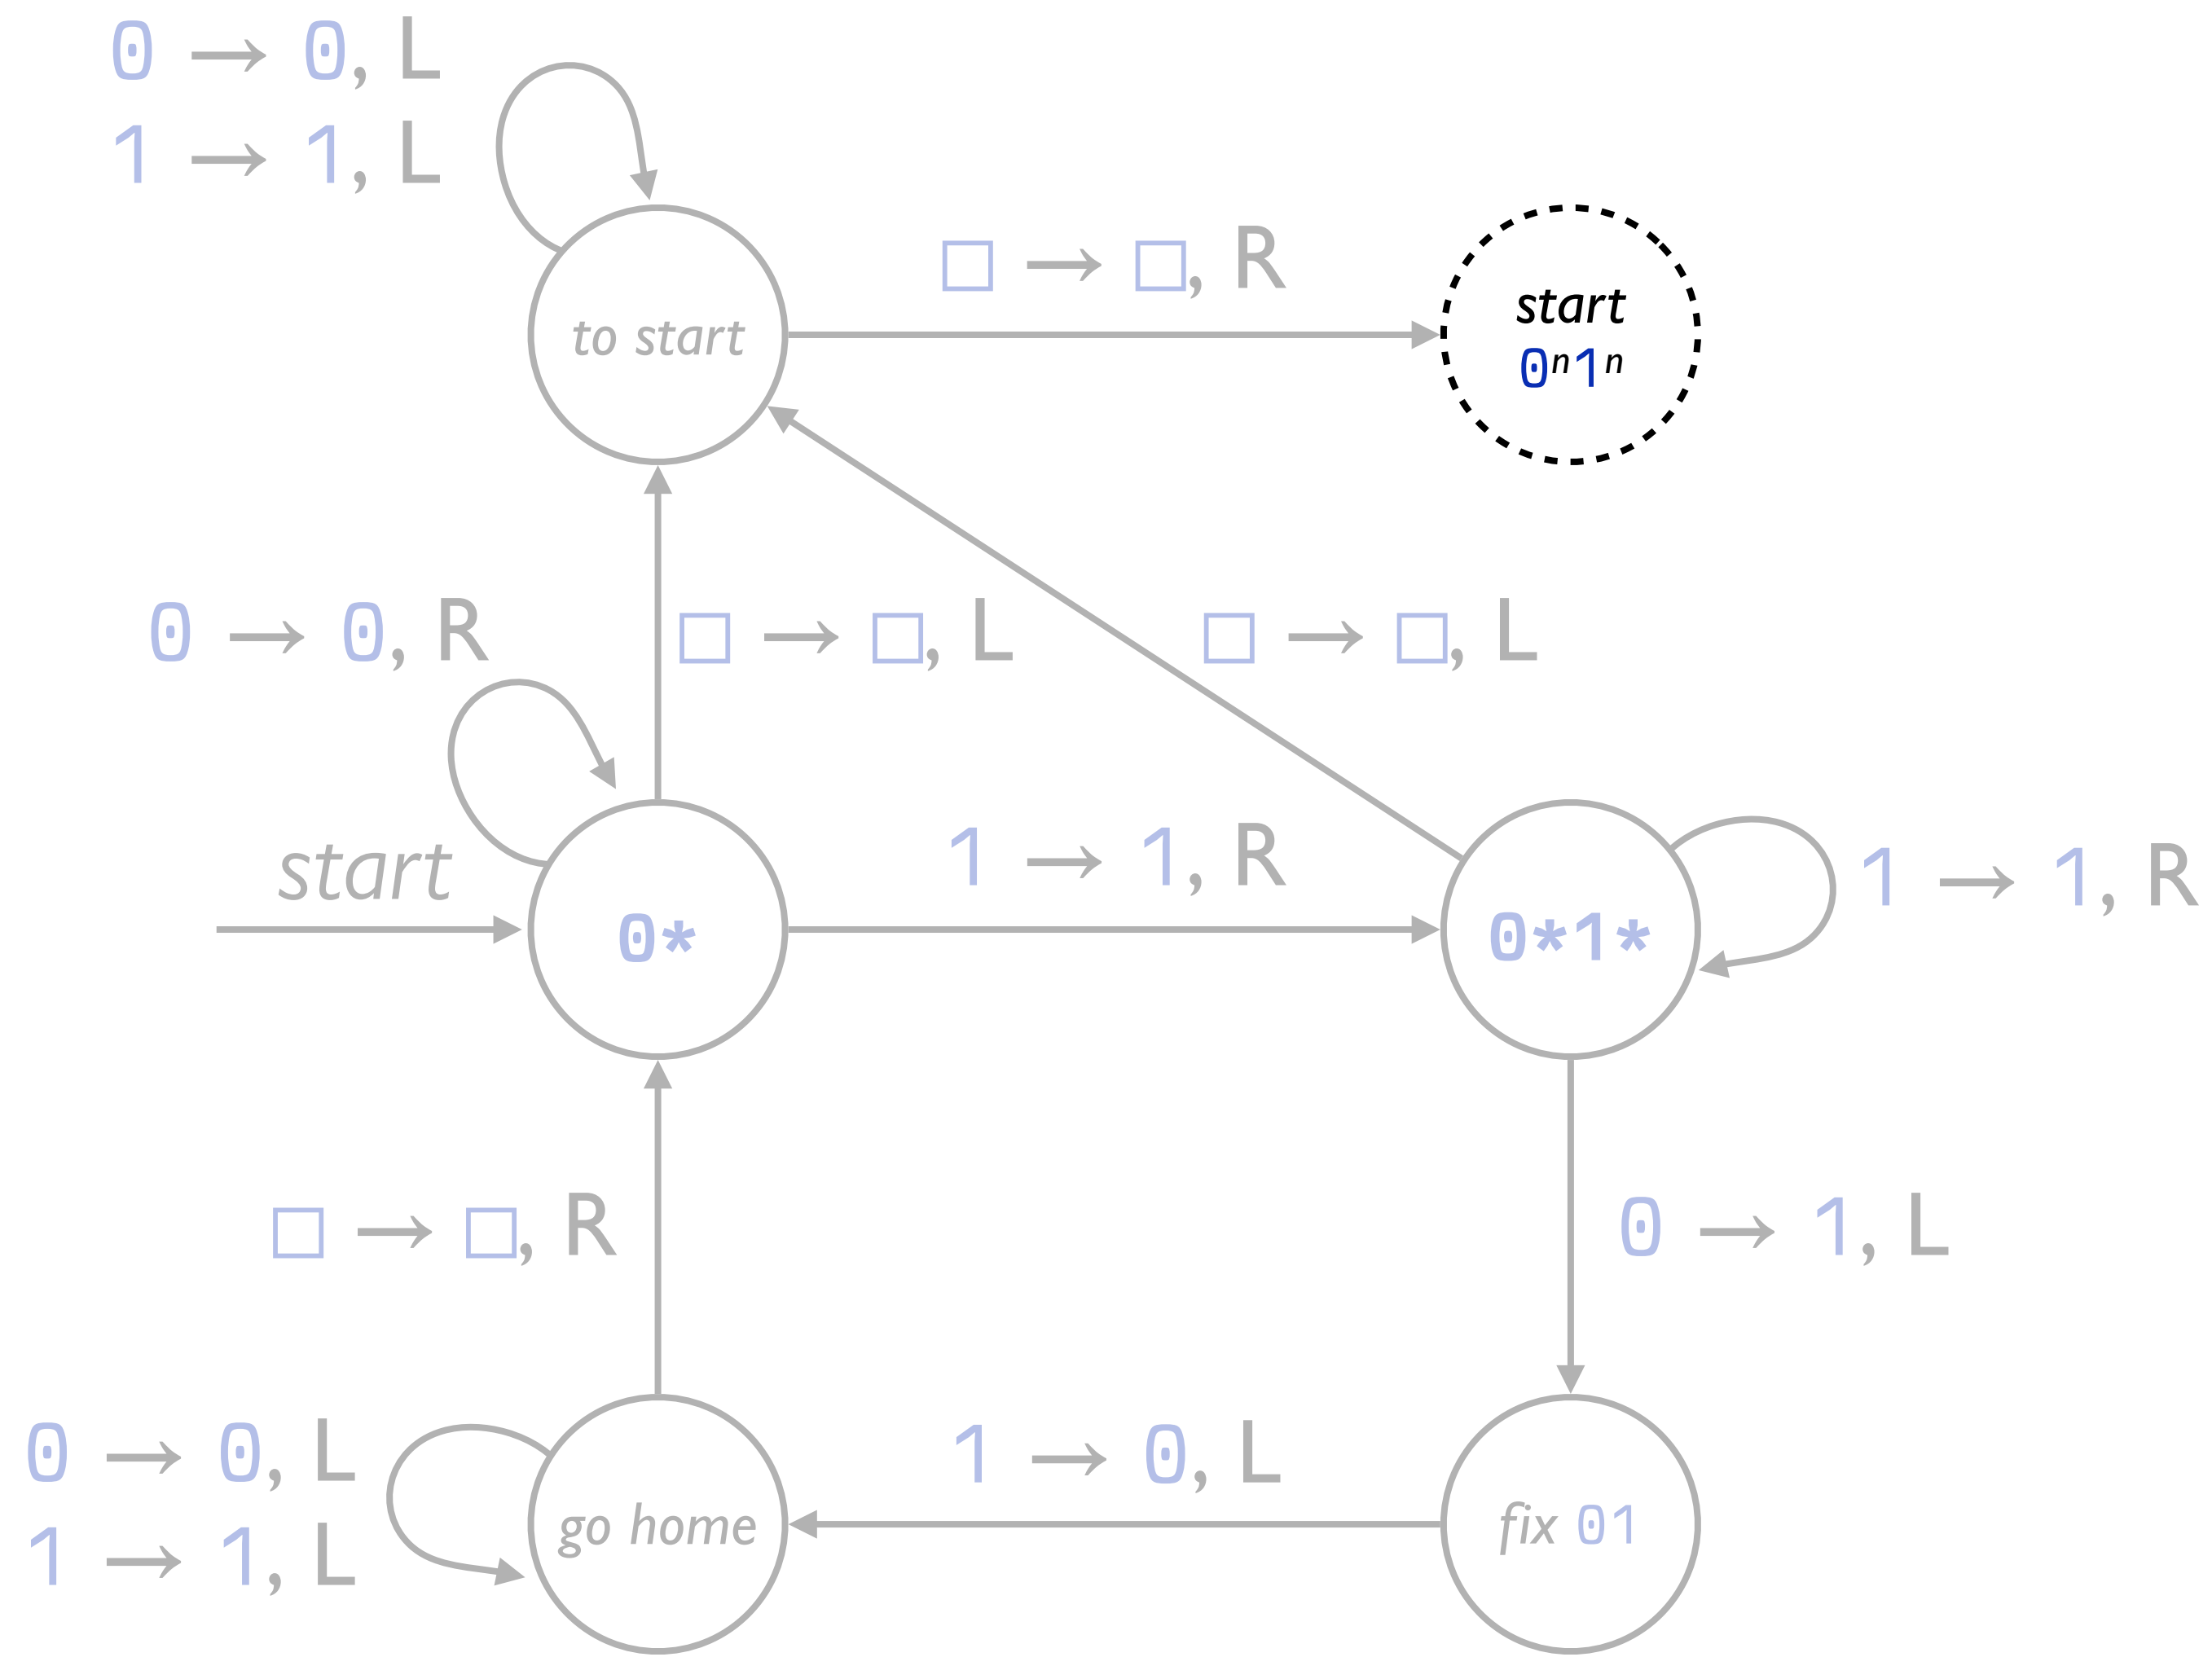 0 → 0, L
1 → 1, L
□ → □, R
to start
start
0ⁿ1ⁿ
0 → 0, R
□ → □, L
□ → □, L
start
1 → 1, R
1 → 1, R
0*
0*1*
□ → □, R
0 → 1, L
0 → 0, L
1 → 1, L
1 → 0, L
go home
fix 01